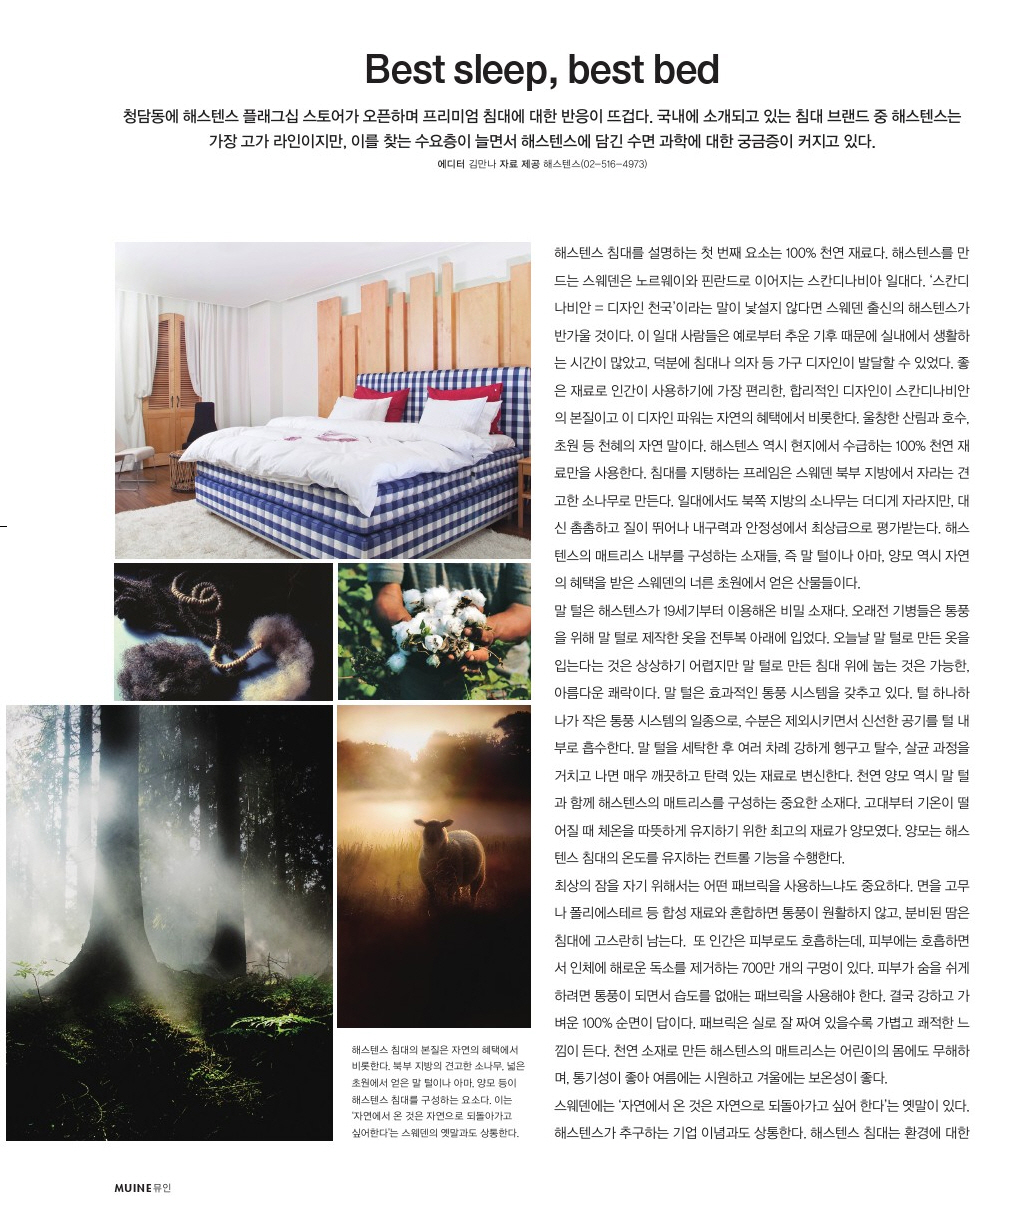 Best sleep, best bed
청담동에 해스텐스 플래그십 스토어가 오픈하며 프리미엄 침대에 대한 반응이 뜨겁다. 국내에 소개되고 있는 침대 브랜드 중 해스텐스는
가장 고가 라인이지만, 이를 찾는 수요층이 늘면서 해스텐스에 담긴 수면 과학에 대한 궁금증이 커지고 있다.
에디터 김만나 자료 제공 해스텐스(02-516-4973)
해스텐스 침대를 설명하는 첫 번째 요소는 100% 천연 재료다. 해스텐스를 만
드는 스웨덴은 노르웨이와 핀란드로 이어지는 스칸디나비아 일대다. ‘스칸디
나비안 = 디자인 천국’이라는 말이 낯설지 않다면 스웨덴 출신의 해스텐스가
반가울 것이다. 이 일대 사람들은 예로부터 추운 기후 때문에 실내에서 생활하
는 시간이 많았고, 덕분에 침대나 의자 등 가구 디자인이 발달할 수 있었다. 좋
은 재료로 인간이 사용하기에 가장 편리한, 합리적인 디자인이 스칸디나비안
의 본질이고 이 디자인 파워는 자연의 혜택에서 비롯한다. 울창한 산림과 호수,
초원 등 천혜의 자연 말이다. 해스텐스 역시 현지에서 수급하는 100% 천연 재
료만을 사용한다. 침대를 지탱하는 프레임은 스웨덴 북부 지방에서 자라는 견
고한 소나무로 만든다. 일대에서도 북쪽 지방의 소나무는 더디게 자라지만, 대
신 촘촘하고 질이 뛰어나 내구력과 안정성에서 최상급으로 평가받는다. 해스
텐스의 매트리스 내부를 구성하는 소재들, 즉 말 털이나 아마, 양모 역시 자연
의 혜택을 받은 스웨덴의 너른 초원에서 얻은 산물들이다.
말 털은 해스텐스가 19세기부터 이용해온 비밀 소재다. 오래전 기병들은 통풍
을 위해 말 털로 제작한 옷을 전투복 아래에 입었다. 오늘날 말 털로 만든 옷을
입는다는 것은 상상하기 어렵지만 말 털로 만든 침대 위에 눕는 것은 가능한,
아름다운 쾌락이다. 말 털은 효과적인 통풍 시스템을 갖추고 있다. 털 하나하
나가 작은 통풍 시스템의 일종으로, 수분은 제외시키면서 신선한 공기를 털 내
부로 흡수한다. 말 털을 세탁한 후 여러 차례 강하게 헹구고 탈수, 살균 과정을
거치고 나면 매우 깨끗하고 탄력 있는 재료로 변신한다. 천연 양모 역시 말 털
과 함께 해스텐스의 매트리스를 구성하는 중요한 소재다. 고대부터 기온이 떨
어질 때 체온을 따뜻하게 유지하기 위한 최고의 재료가 양모였다. 양모는 해스
텐스 침대의 온도를 유지하는 컨트롤 기능을 수행한다.
최상의 잠을 자기 위해서는 어떤 패브릭을 사용하느냐도 중요하다. 면을 고무
나 폴리에스테르 등 합성 재료와 혼합하면 통풍이 원활하지 않고, 분비된 땀은
침대에 고스란히 남는다. 또 인간은 피부로도 호흡하는데, 피부에는 호흡하면
서 인체에 해로운 독소를 제거하는 700만 개의 구멍이 있다. 피부가 숨을 쉬게
하려면 통풍이 되면서 습도를 없애는 패브릭을 사용해야 한다. 결국 강하고 가
벼운 100% 순면이 답이다. 패브릭은 실로 잘 짜여 있을수록 가볍고 쾌적한 느
낌이 든다. 천연 소재로 만든 해스텐스의 매트리스는 어린이의 몸에도 무해하
며, 통기성이 좋아 여름에는 시원하고 겨울에는 보온성이 좋다.
스웨덴에는 ‘자연에서 온 것은 자연으로 되돌아가고 싶어 한다’는 옛말이 있다.
해스텐스가 추구하는 기업 이념과도 상통한다. 해스텐스 침대는 환경에 대한
해스텐스 침대의 본질은 자연의 혜택에서
비롯한다. 북부 지방의 견고한 소나무, 넓은
초원에서 얻은 말 털이나 아마, 양모 등이
해스텐스 침대를 구성하는 요소다. 이는
‘자연에서 온 것은 자연으로 되돌아가고
싶어한다’는 스웨덴의 옛말과도 상통한다.
MUINE뮤인